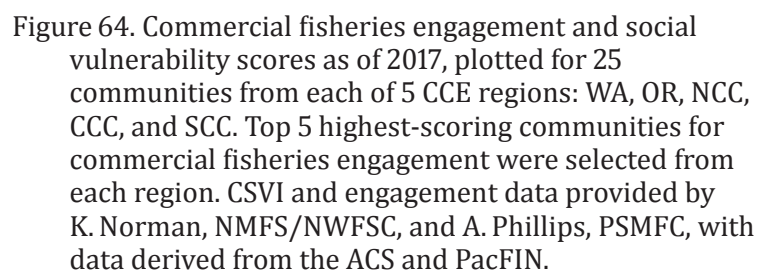 Figure 64. Commercial fisheries engagement and social
vulnerability scores as of 2017, plotted for 25
communities from each of 5 CCE regions: WA, OR, NCC,
CCC, and SCC. Top 5 highest-scoring communities for
commercial fisheries engagement were selected from
each region. CSVI and engagement data provided by
K. Norman, NMFS/NWFSC, and A. Phillips, PSMFC, with
data derived from the ACS and PacFIN.